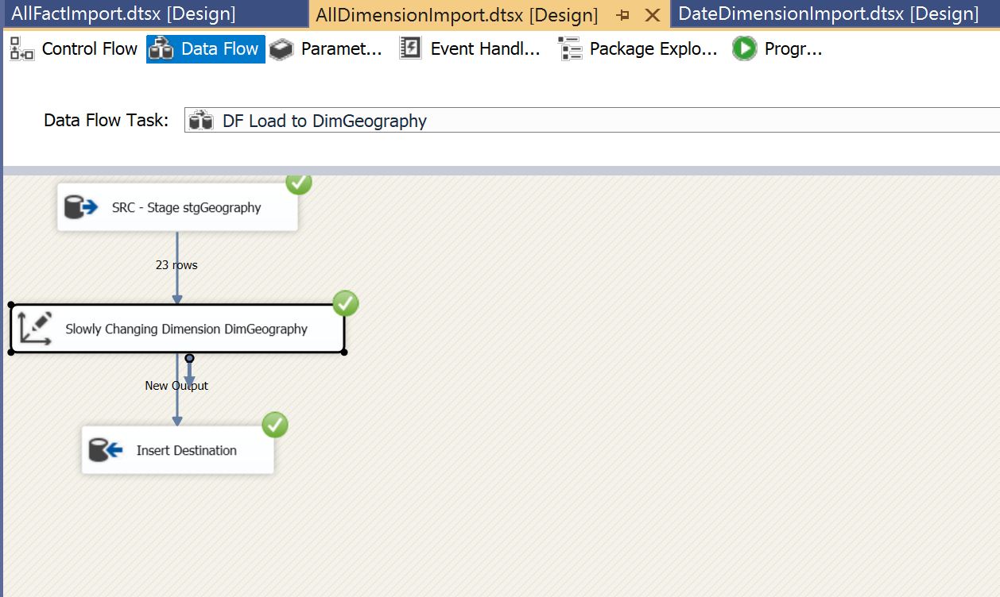 AllFactImport.dtsx [Design] AllDimensionImport.dtsx [Design] DateDimensionImport.dtsx [Design]
Control Flow Data Flow Paramet... Event Handl... Package Explo... Progr...
Data Flow Task: DF Load to DimGeography
SRC - Stage stgGeography
23 rows
Slowly Changing Dimension DimGeography
New Output
Insert Destination